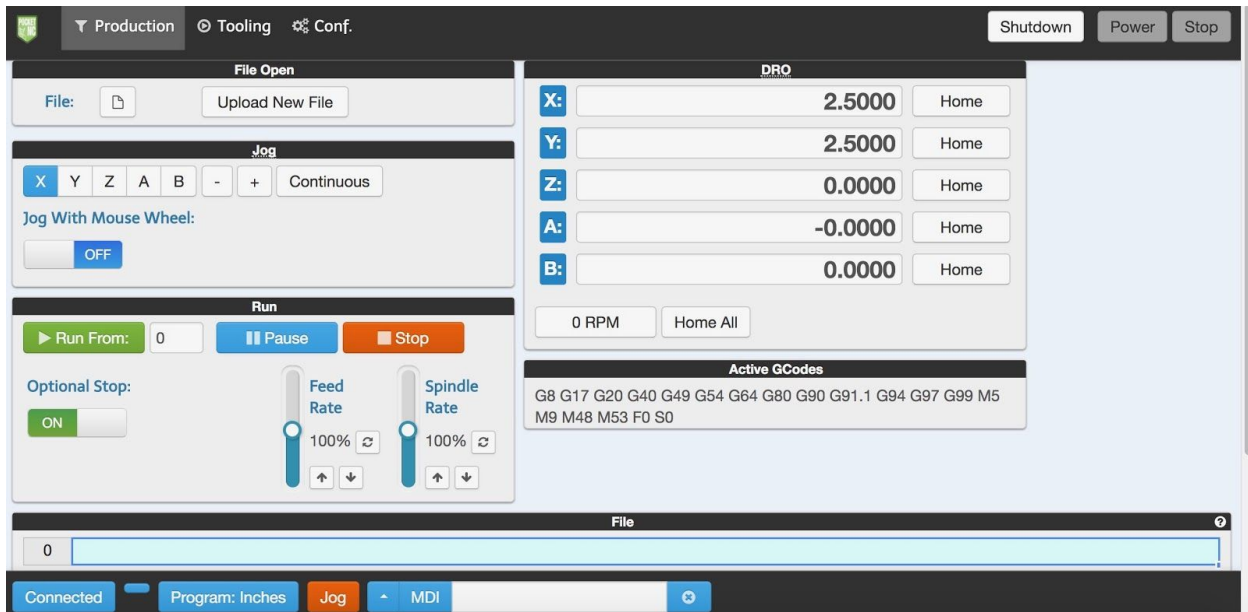 Production Tooling Conf. Shutdown Power Stop
File Open
File: Upload New File
Jog
X Y Z A B - + Continuous
Jog With Mouse Wheel:
OFF
Run
Run From: 0 Pause Stop
Optional Stop:
ON
Feed
Rate
100%
Spindle
Rate
100%
DRO
X: 2.5000 Home
Y: 2.5000 Home
Z: 0.0000 Home
A: -0.0000 Home
B: 0.0000 Home
0 RPM Home All
Active GCodes
G8 G17 G20 G40 G49 G54 G64 G80 G90 G91.1 G94 G97 G99 M5
M9 M48 M53 F0 S0
File ?
0
Connected Program: Inches Jog MDI